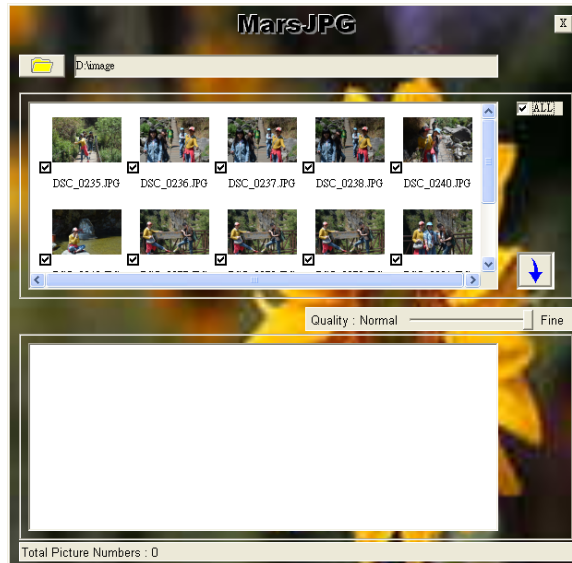 MarsJPG
X
D:\image
ALL
DSC_0235.JPG DSC_0236.JPG DSC_0237.JPG DSC_0238.JPG DSC_0240.JPG
Quality : Normal Fine
Total Picture Numbers : 0